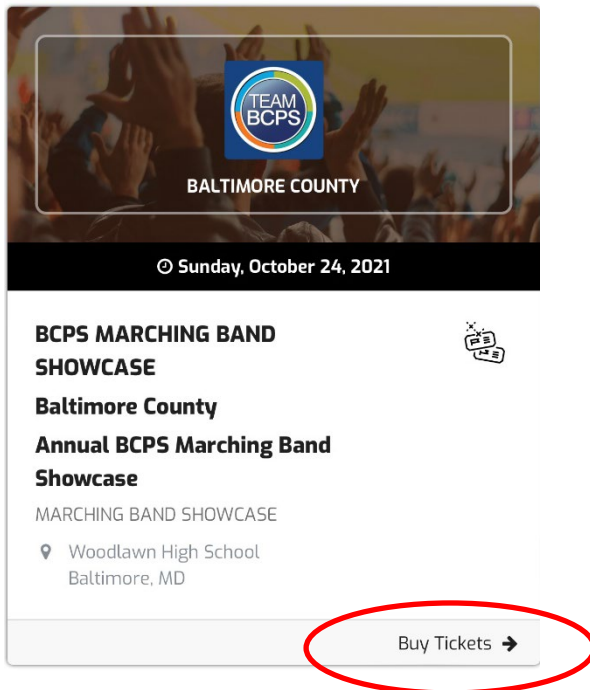 TEAM
BCPS
BALTIMORE COUNTY
Sunday, October 24, 2021
BCPS MARCHING BAND
SHOWCASE
Baltimore County
Annual BCPS Marching Band
Showcase
MARCHING BAND SHOWCASE
Woodlawn High School
Baltimore, MD
Buy Tickets →